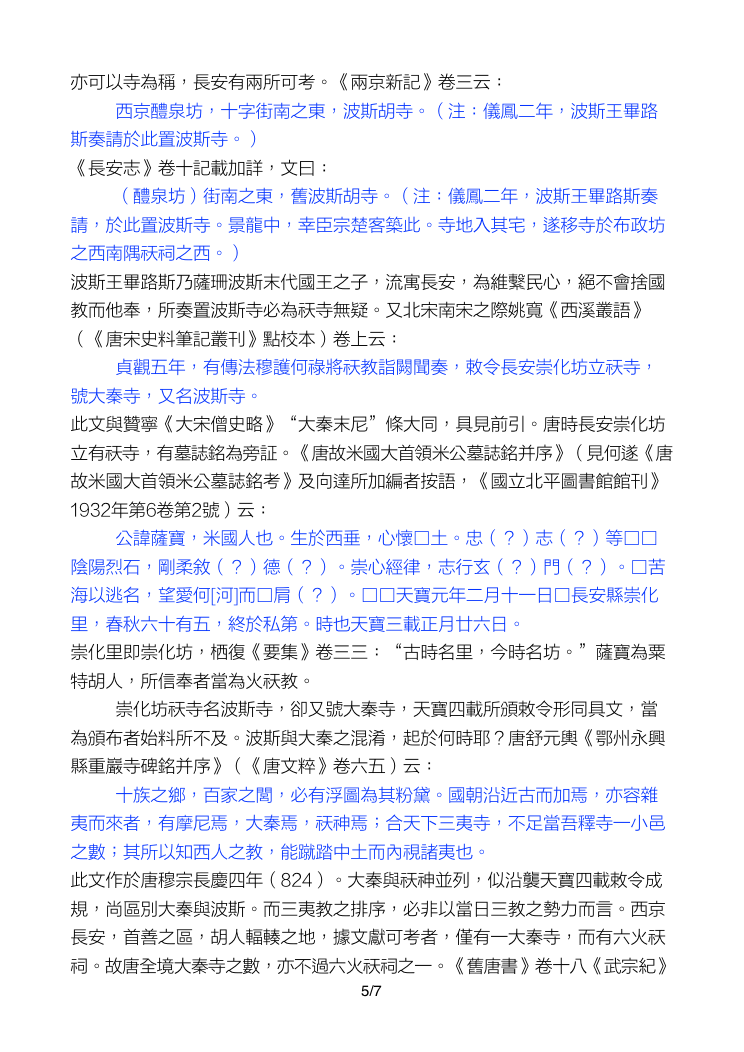 亦可以寺為稱，長安有兩所可考。《兩京新記》卷三云：
西京醴泉坊，十字街南之東，波斯胡寺。（注：儀鳳二年，波斯王畢路
斯奏請於此置波斯寺。）
《長安志》卷十記載加詳，文曰：
（醴泉坊）街南之東，舊波斯胡寺。（注：儀鳳二年，波斯王畢路斯奏
請，於此置波斯寺。景龍中，幸臣宗楚客築此。寺地入其宅，遂移寺於布政坊
之西南隅祆祠之西。）
波斯王畢路斯乃薩珊波斯末代國王之子，流寓長安，為維繫民心，絕不會捨國
教而他奉，所奏置波斯寺必為祆寺無疑。又北宋南宋之際姚寬《西溪叢語》
（《唐宋史料筆記叢刊》點校本）卷上云：
貞觀五年，有傳法穆護何祿將祆教詣闕聞奏，敕令長安崇化坊立祆寺，
號大秦寺，又名波斯寺。
此文與贊寧《大宋僧史略》“大秦末尼”條大同，具見前引。唐時長安崇化坊
立有祆寺，有墓誌銘為旁証。《唐故米國大首領米公墓誌銘并序》（見何遂《唐
故米國大首領米公墓誌銘考》及向達所加編者按語，《國立北平圖書館館刊》
1932年第6卷第2號）云：
公諱薩寶，米國人也。生於西垂，心懷□土。忠（？）志（？）等□□
陰陽烈石，剛柔敘（？）德（？）。崇心經律，志行玄（？）門（？）。□苦
海以逃名，望愛何[河]而□肩（？）。□□天寶元年二月十一日□長安縣崇化
里，春秋六十有五，終於私第。時也天寶三載正月廿六日。
崇化里即崇化坊，栖復《要集》卷三三：“古時名里，今時名坊。”薩寶為粟
特胡人，所信奉者當為火祆教。
崇化坊祆寺名波斯寺，卻又號大秦寺，天寶四載所頒敕令形同具文，當
為頒布者始料所不及。波斯與大秦之混淆，起於何時耶？唐舒元輿《鄂州永興
縣重巖寺碑銘并序》（《唐文粹》卷六五）云：
十族之鄉，百家之閭，必有浮圖為其粉黛。國朝沿近古而加焉，亦容雜
夷而來者，有摩尼焉，大秦焉，祆神焉；合天下三夷寺，不足當吾釋寺一小邑
之數；其所以知西人之教，能蹴踏中土而內視諸夷也。
此文作於唐穆宗長慶四年（824）。大秦與祆神並列，似沿襲天寶四載敕令成
規，尚區別大秦與波斯。而三夷教之排序，必非以當日三教之勢力而言。西京
長安，首善之區，胡人輻輳之地，據文獻可考者，僅有一大秦寺，而有六火祆
祠。故唐全境大秦寺之數，亦不過六火祆祠之一。《舊唐書》卷十八《武宗紀》
5/7